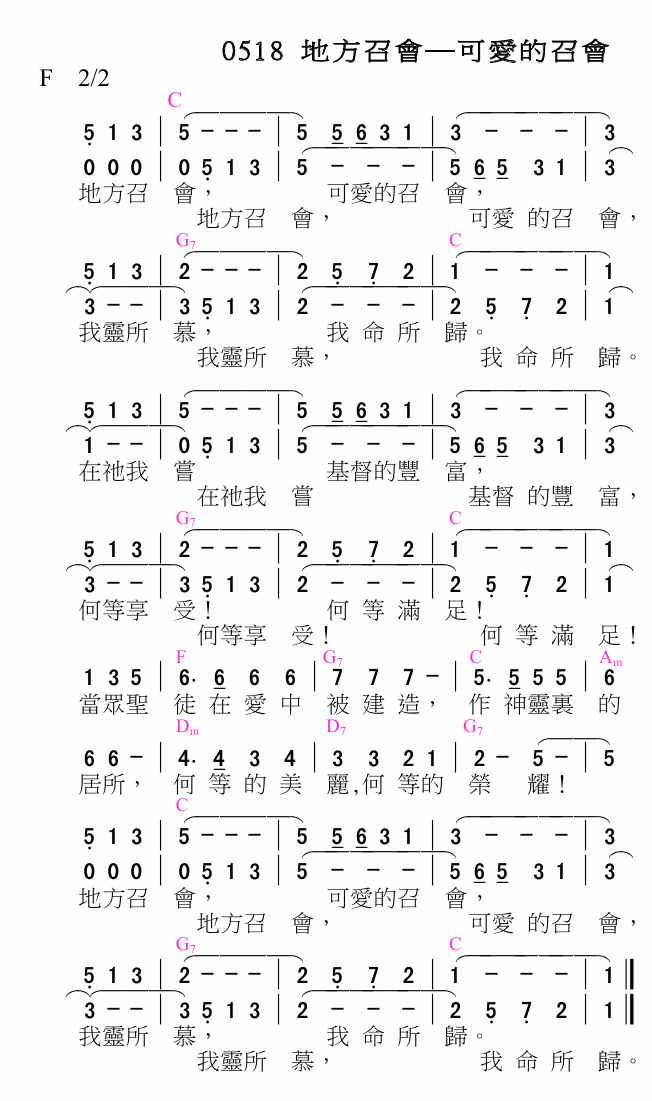 0518 地方召會—可愛的召會
F 2/2
C
5 1 3 | 5 – – – | 5 5 6 3 1 | 3 – – – | 3
0 0 0 | 0 5 1 3 | 5 – – – | 5 6 5 3 1 | 3
地方召 會， 可愛的召 會，
地方召 會， 可愛 的召 會，
G7 C
5 1 3 | 2 – – – | 2 5 7 2 | 1 – – – | 1
3 – – | 3 5 1 3 | 2 – – – | 2 5 7 2 | 1
我靈所 慕， 我 命 所 歸。
我靈所 慕， 我 命 所 歸。
5 1 3 | 5 – – – | 5 5 6 3 1 | 3 – – – | 3
1 – – | 0 5 1 3 | 5 – – – | 5 6 5 3 1 | 3
在祂我 嘗 基督的豐 富，
在祂我 嘗 基督 的豐 富，
G7 C
5 1 3 | 2 – – – | 2 5 7 2 | 1 – – – | 1
3 – – | 3 5 1 3 | 2 – – – | 2 5 7 2 | 1
何等享 受！ 何 等 滿 足！
何等享 受！ 何 等 滿 足！
F G7 C Am
1 3 5 | 6. 6 6 6 | 7 7 7 – | 5. 5 5 5 | 6
當眾聖 徒 在 愛 中 被 建 造， 作 神靈裏 的
Dm D7 G7
6 6 – | 4. 4 3 4 | 3 3 2 1 | 2 – 5 – | 5
居所， 何 等 的 美 麗,何 等的 榮 耀！
C
5 1 3 | 5 – – – | 5 5 6 3 1 | 3 – – – | 3
0 0 0 | 0 5 1 3 | 5 – – – | 5 6 5 3 1 | 3
地方召 會， 可愛的召 會，
地方召 會， 可愛 的召 會，
G7 C
5 1 3 | 2 – – – | 2 5 7 2 | 1 – – – | 1 ‖
3 – – | 3 5 1 3 | 2 – – – | 2 5 7 2 | 1 ‖
我靈所 慕， 我 命 所 歸。
我靈所 慕， 我 命 所 歸。